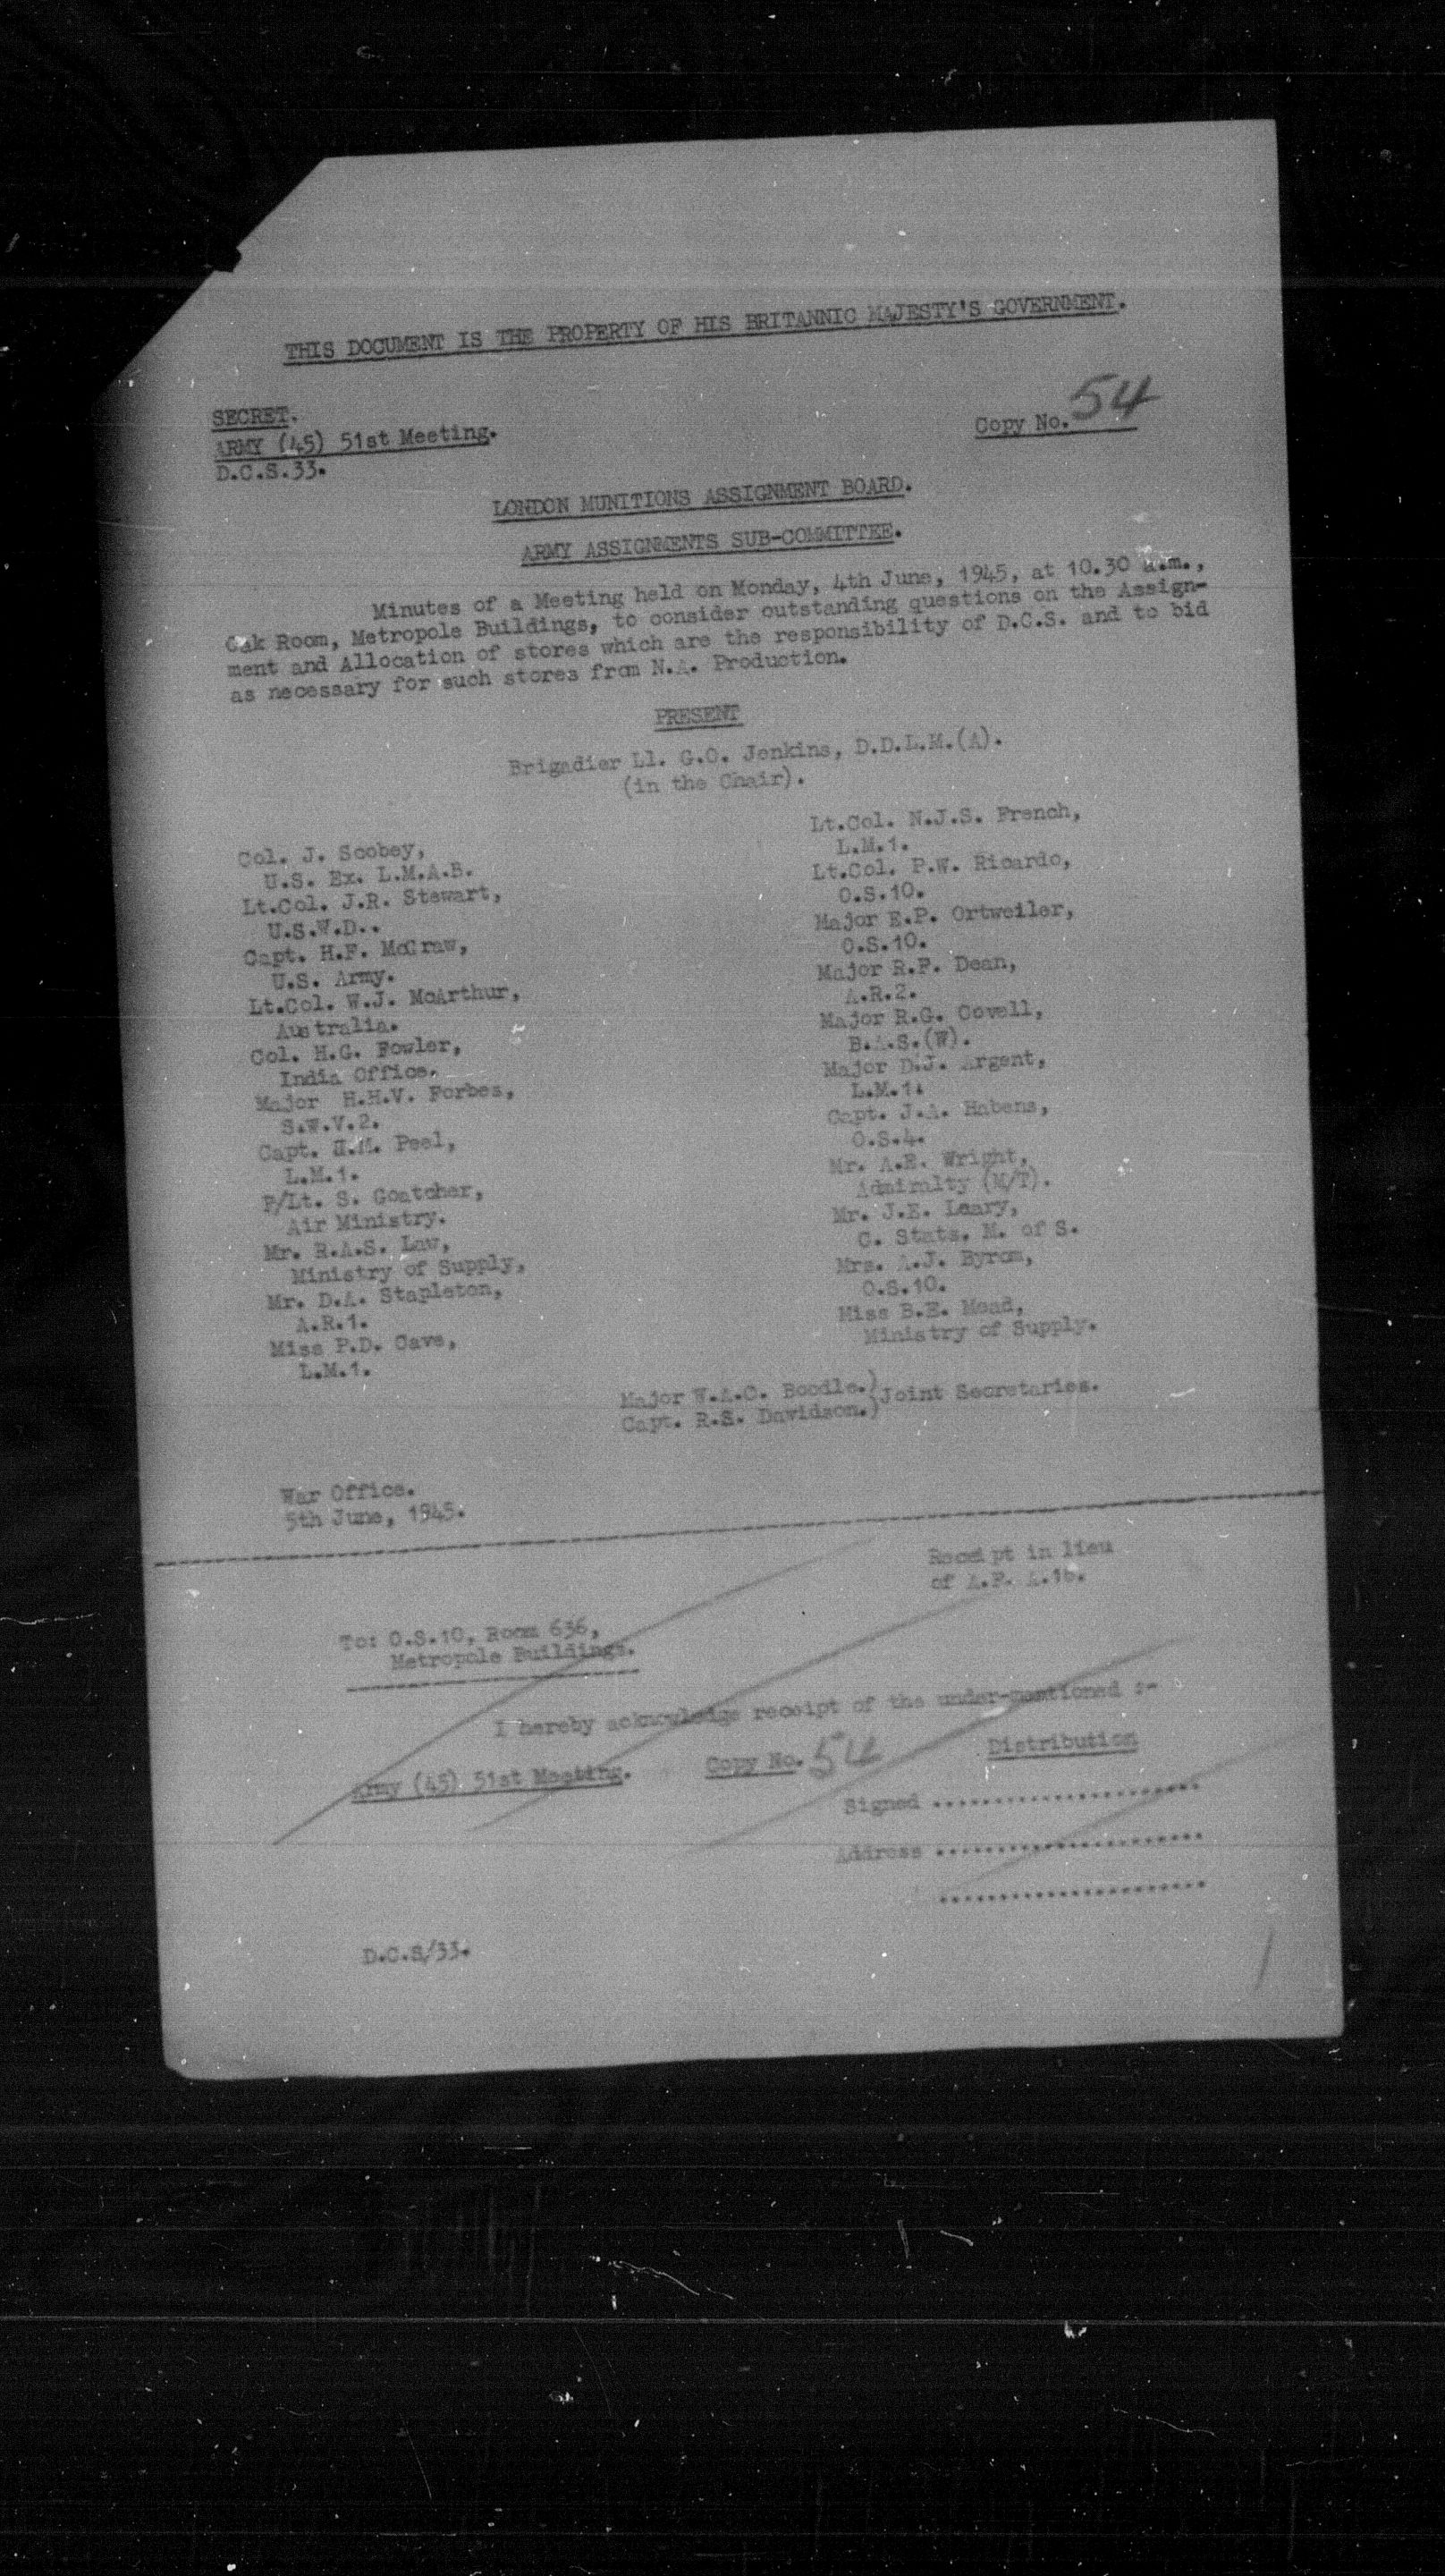 THIS DOCUMENT IS THE PROPERTY OF HIS BRITANNIC MAJESTY'S GOVERNMENT.
SECRET.
ARMY (45) 51st Meeting.
D.C.S.33.
Copy No. 54
LONDON MUNITIONS ASSIGNMENT BOARD.
ARMY ASSIGNMENTS SUB-COMMITTEE.
Minutes of a Meeting held on Monday, 4th June, 1945, at 10.30 a.m.,
Oak Room, Metropole Buildings, to consider outstanding questions on the Assign-
ment and Allocation of stores which are the responsibility of D.C.S. and to bid
as necessary for such stores from N.A. Production.
PRESENT
Brigadier Ll. G.O. Jenkins, D.D.L.M.(A).
(in the Chair).
Col. J. Scobey,
U.S. Ex. L.M.A.B.
Lt.Col. J.R. Stewart,
U.S.W.D..
Capt. H.F. McGraw,
U.S. Army.
Lt.Col. W.J. McArthur,
Australia.
Col. H.G. Fowler,
India Office.
Major H.H.V. Forbes,
S.W.V.2.
Capt. H.M. Peel,
L.M.1.
F/Lt. S. Goatcher,
Air Ministry.
Mr. R.A.S. Law,
Ministry of Supply,
Mr. D.A. Stapleton,
A.R.1.
Miss P.D. Cave,
L.M.1.
Lt.Col. N.J.S. French,
L.M.1.
Lt.Col. P.W. Ricardo,
O.S.10.
Major E.P. Ortweiler,
O.S.10.
Major R.F. Dean,
A.R.2.
Major R.G. Covell,
B.A.S.(W).
Major D.J. Argent,
L.M.1.
Capt. J.A. Habens,
O.S.4.
Mr. A.E. Wright,
Admiralty (M/T).
Mr. J.E. Leary,
C. Stats. M. of S.
Mrs. A.J. Byrom,
O.S.10.
Miss B.E. Mead,
Ministry of Supply.
Major W.A.C. Boodle.)
Capt. R.S. Davidson.) Joint Secretaries.
War Office.
5th June, 1945.
Receipt in lieu
of A.F. A.16.
To: O.S.10, Room 636,
Metropole Buildings.
I hereby acknowledge receipt of the under-mentioned :-
Army (45) 51st Meeting. Copy No. 54 Distribution
Signed ......................
Address ......................
......................
D.C.S/33.